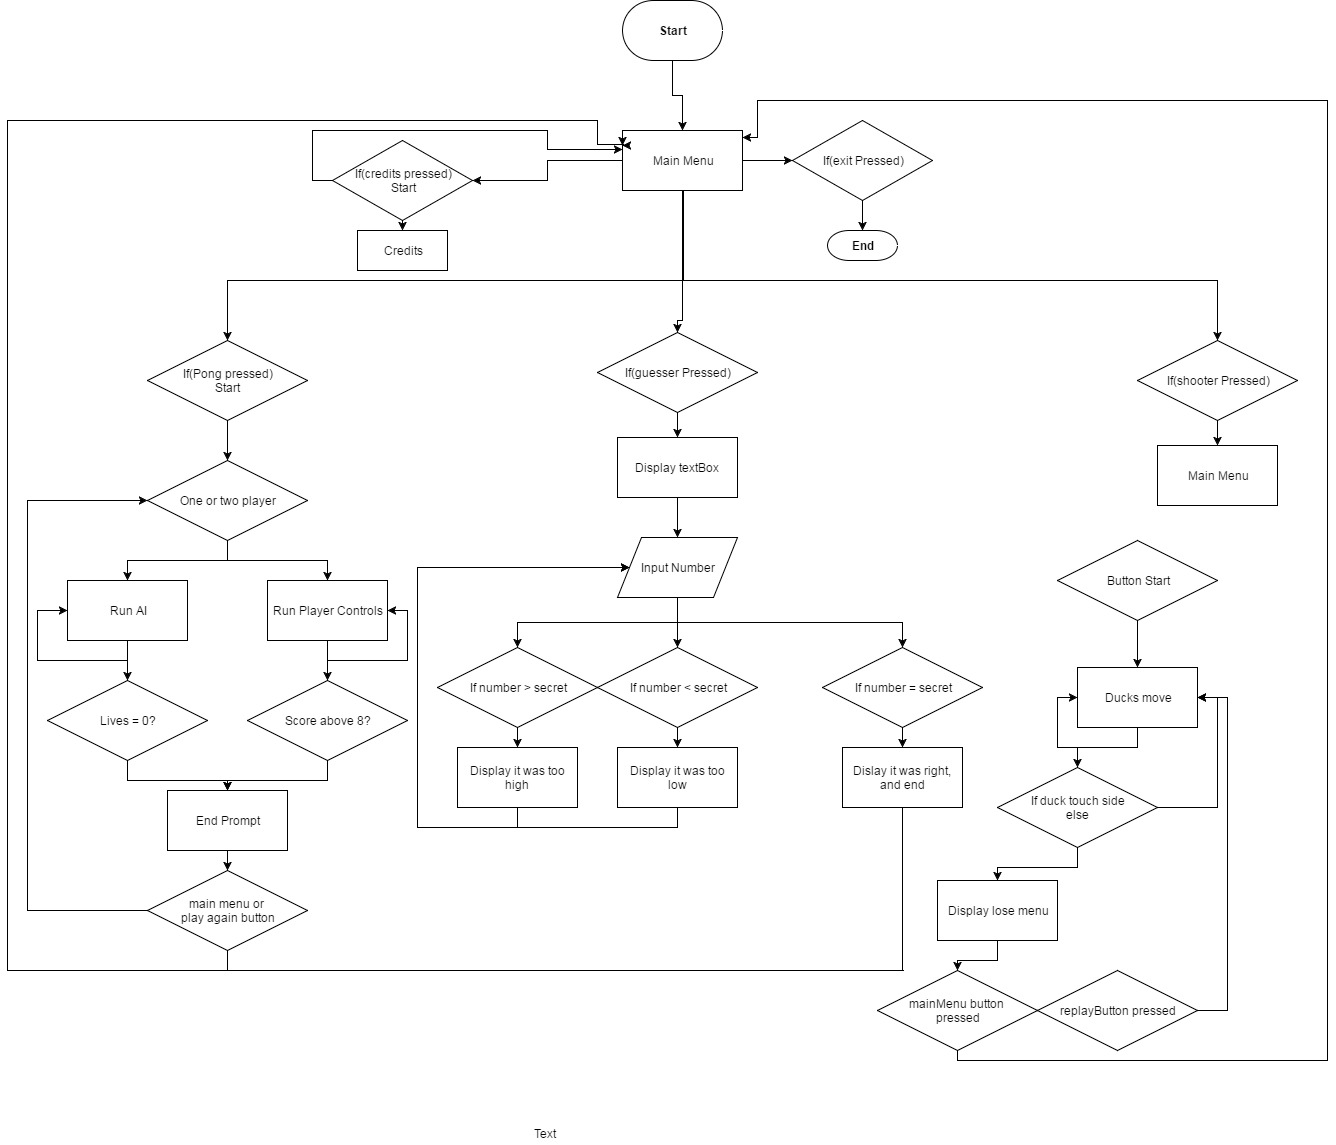 Start
Main Menu
If(exit Pressed)
If(credits pressed)
Start
Credits
End
If(Pong pressed)
Start
If(guesser Pressed)
If(shooter Pressed)
Display textBox
Main Menu
One or two player
Input Number
Button Start
Run AI
Run Player Controls
If number > secret
If number < secret
If number = secret
Ducks move
Lives = 0?
Score above 8?
Display it was too
high
Display it was too
low
Dislay it was right,
and end
If duck touch side
else
End Prompt
main menu or
play again button
Display lose menu
mainMenu button
pressed
replayButton pressed
Text